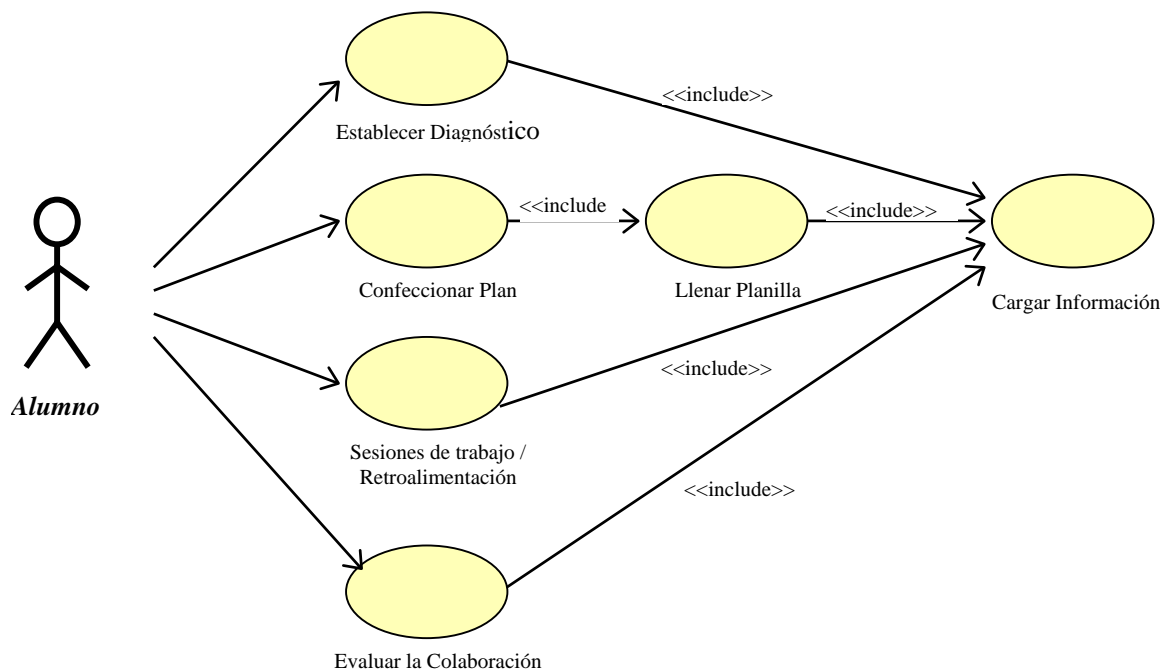 <<include>>
Establecer Diagnóstico
<<include
<<include>>
Confeccionar Plan
Llenar Planilla
Cargar Información
<<include>>
Alumno
Sesiones de trabajo /
Retroalimentación
<<include>>
Evaluar la Colaboración